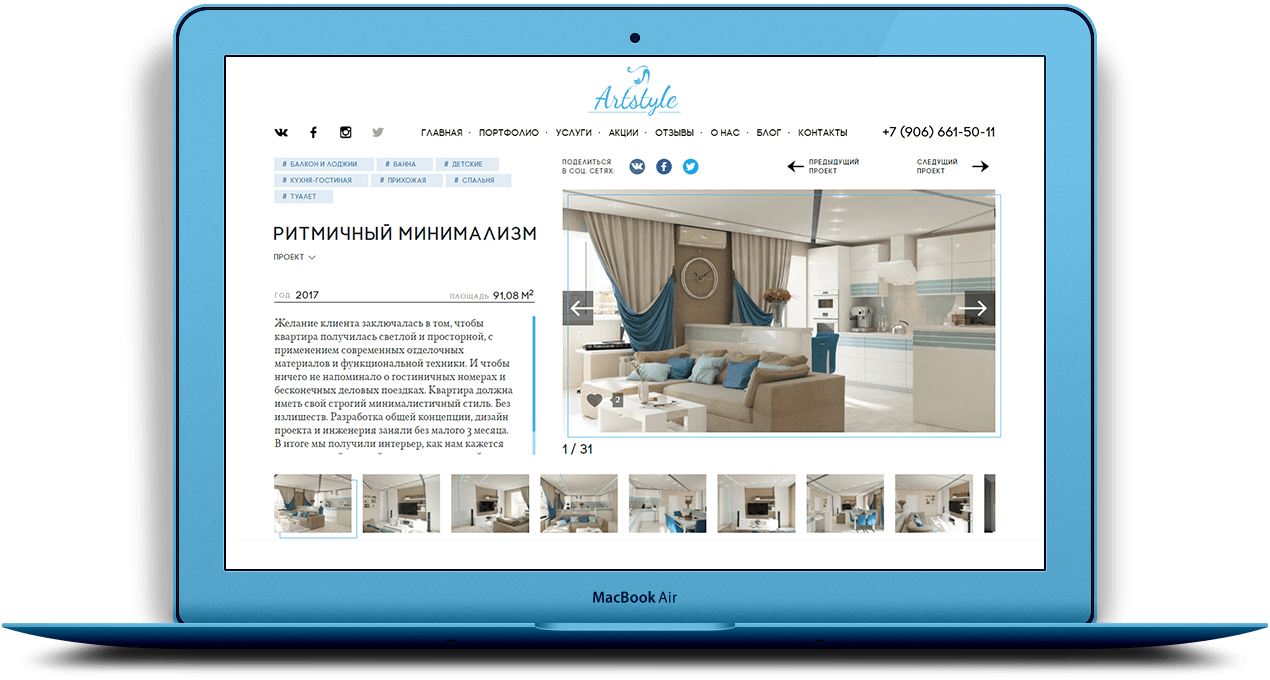 Artstyle
ГЛАВНАЯ · ПОРТФОЛИО · УСЛУГИ · АКЦИИ · ОТЗЫВЫ · О НАС · БЛОГ · КОНТАКТЫ
+7 (906) 661-50-11
# БАЛКОН И ЛОДЖИИ # ВАННА # ДЕТСКИЕ
# КУХНЯ-ГОСТИНАЯ # ПРИХОЖАЯ # СПАЛЬНЯ
# ТУАЛЕТ
РИТМИЧНЫЙ МИНИМАЛИЗМ
ПРОЕКТ
ГОД 2017
ПЛОЩАДЬ 91,08 М²
Желание клиента заключалась в том, чтобы
квартира получилась светлой и просторной, с
применением современных отделочных
материалов и функциональной техники. И чтобы
ничего не напоминало о гостиничных номерах и
бесконечных деловых поездках. Квартира должна
иметь свой строгий минималистичный стиль. Без
излишеств. Разработка общей концепции, дизайн
проекта и инженерия заняли без малого 3 месяца.
В итоге мы получили интерьер, как нам кажется
ПОДЕЛИТЬСЯ
В СОЦ. СЕТЯХ:
ПРЕДЫДУЩИЙ
ПРОЕКТ
СЛЕДУЩИЙ
ПРОЕКТ
2
1 / 31
MacBook Air